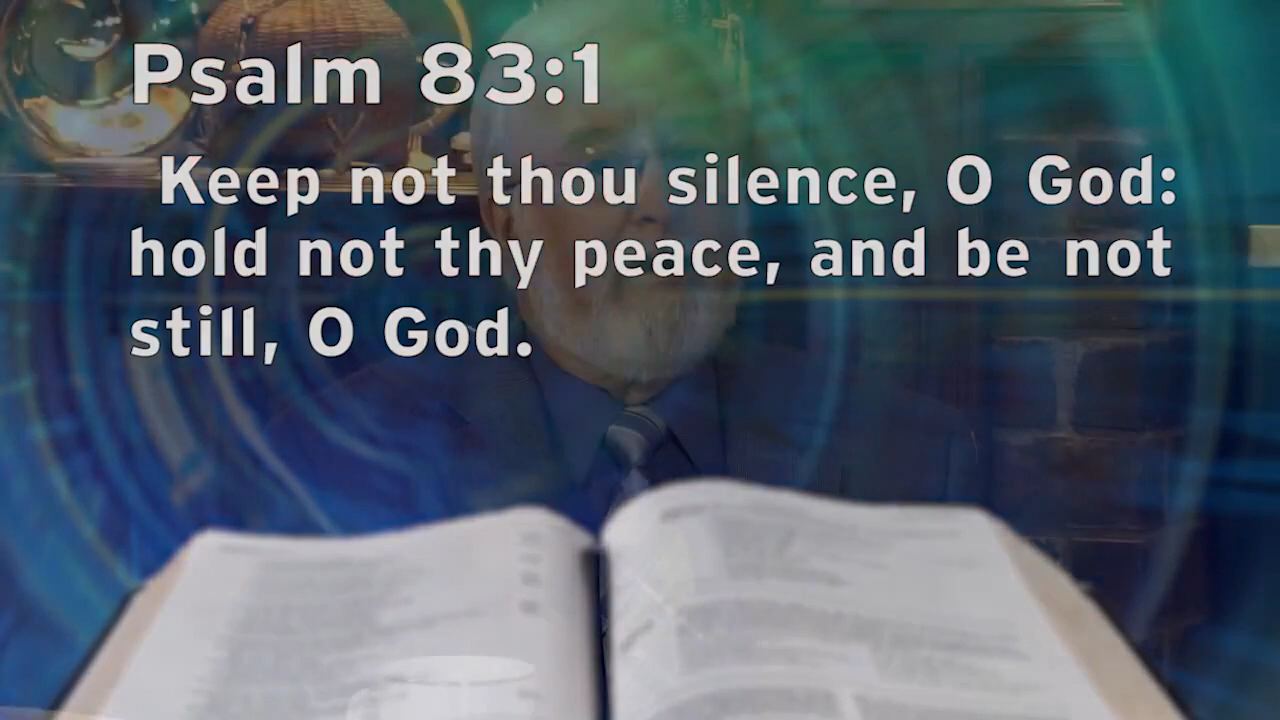 Psalm 83:1
Keep not thou silence, O God:
hold not thy peace, and be not
still, O God.